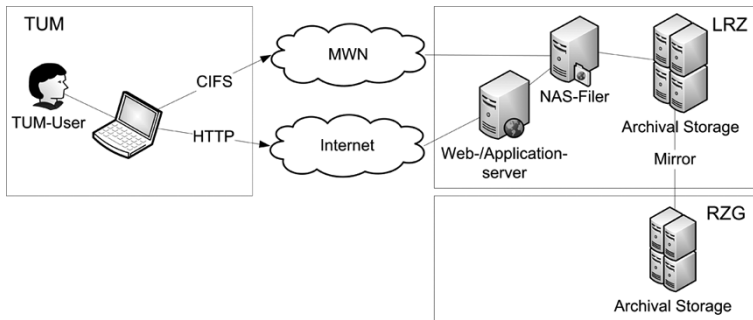 TUM
TUM-User
CIFS
HTTP
MWN
Internet
LRZ
NAS-Filer
Web-/Application-
server
Archival Storage
Mirror
RZG
Archival Storage